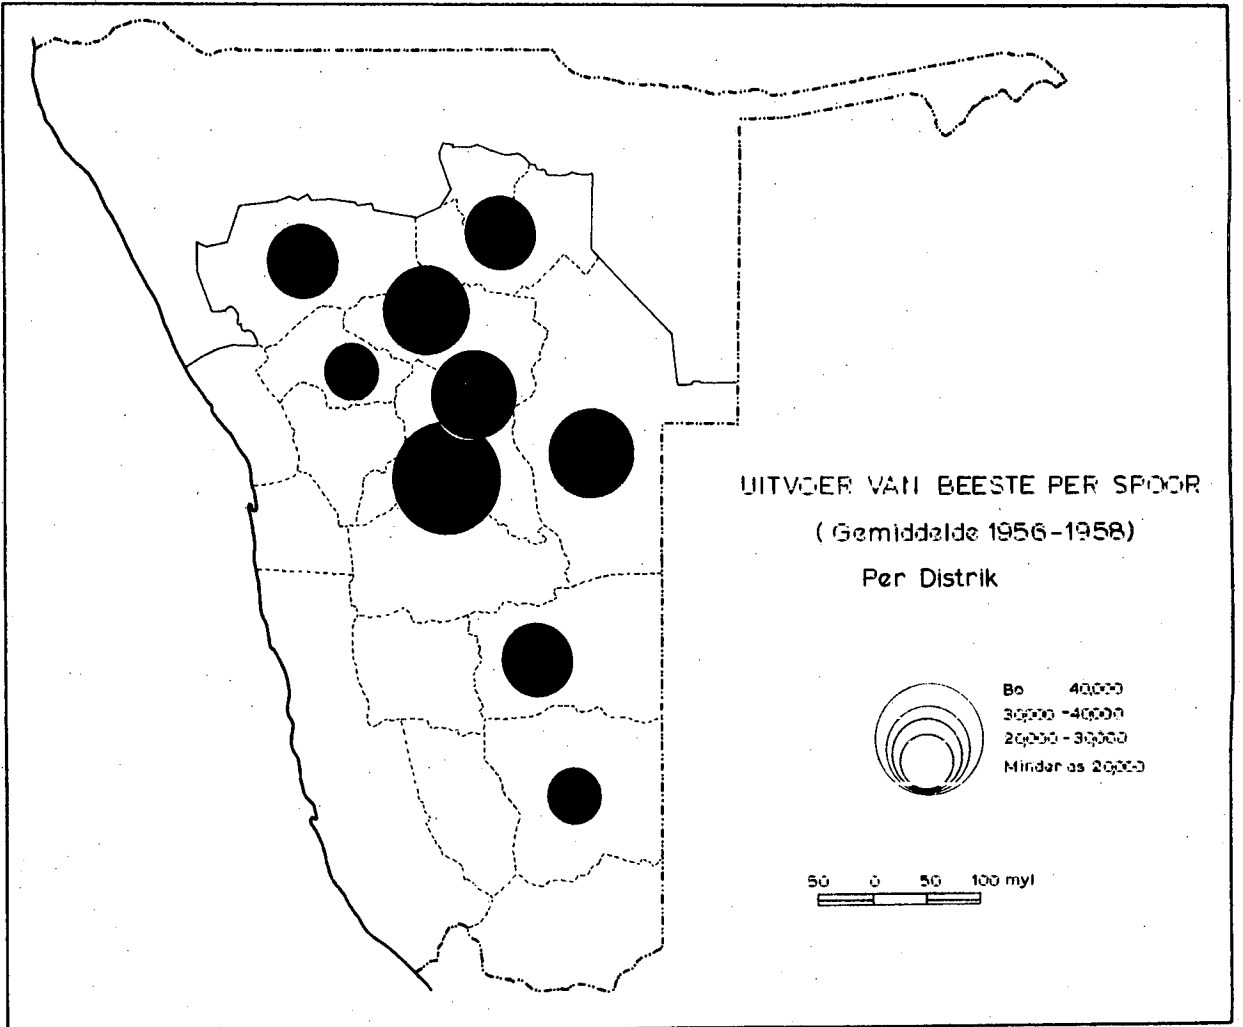 UITVOER VAN BEESTE PER SPOOR
( Gemiddelde 1956-1958)
Per Distrik
Bo 40,000
30,000 -40,000
20,000 - 30,000
Minder as 20,000
50 0 50 100 myl